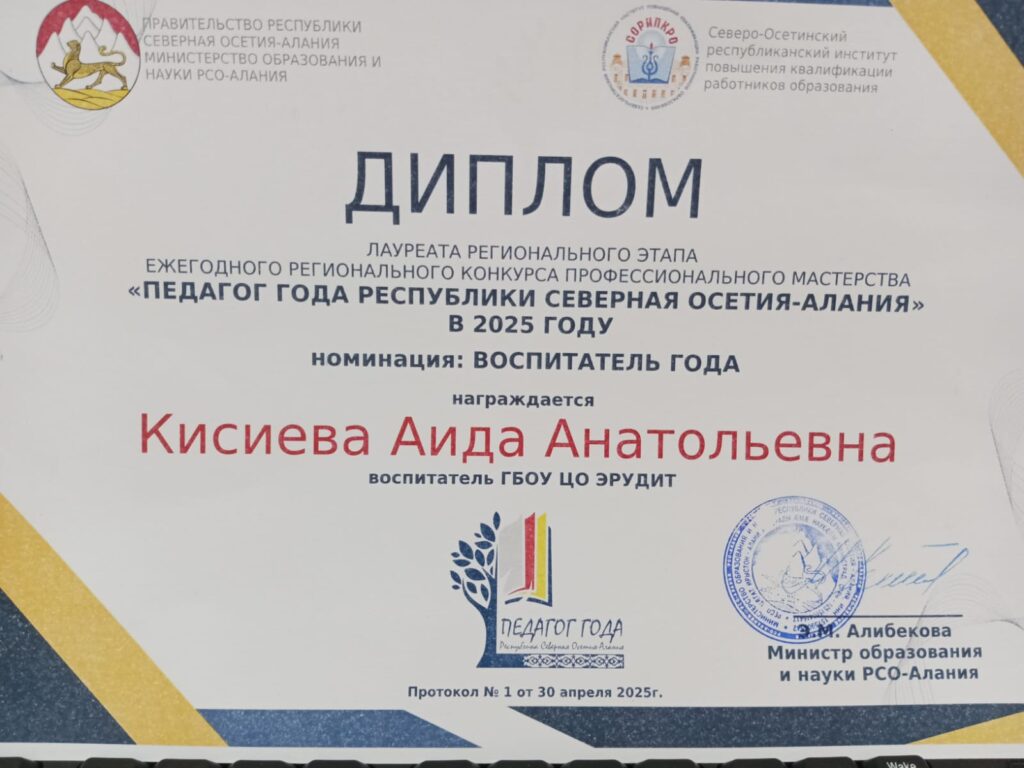 ПРАВИТЕЛЬСТВО РЕСПУБЛИКИ
СЕВЕРНАЯ ОСЕТИЯ-АЛАНИЯ
МИНИСТЕРСТВО ОБРАЗОВАНИЯ И
НАУКИ РСО-АЛАНИЯ
СОРИПКРО
Северо-Осетинский
республиканский институт
повышения квалификации
работников образования
ДИПЛОМ
ЛАУРЕАТА РЕГИОНАЛЬНОГО ЭТАПА
ЕЖЕГОДНОГО РЕГИОНАЛЬНОГО КОНКУРСА ПРОФЕССИОНАЛЬНОГО МАСТЕРСТВА
«ПЕДАГОГ ГОДА РЕСПУБЛИКИ СЕВЕРНАЯ ОСЕТИЯ-АЛАНИЯ»
В 2025 ГОДУ
номинация: ВОСПИТАТЕЛЬ ГОДА
награждается
Кисиева Аида Анатольевна
воспитатель ГБОУ ЦО ЭРУДИТ
ПЕДАГОГ ГОДА
Республика Северная Осетия-Алания
Э.М. Алибекова
Министр образования
и науки РСО-Алания
Протокол № 1 от 30 апреля 2025г.
Wake